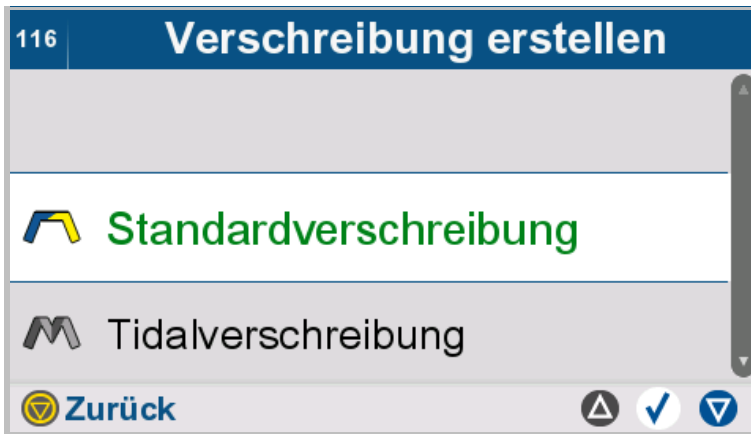 116
Verschreibung erstellen
Standardverschreibung
Tidalverschreibung
Zurück